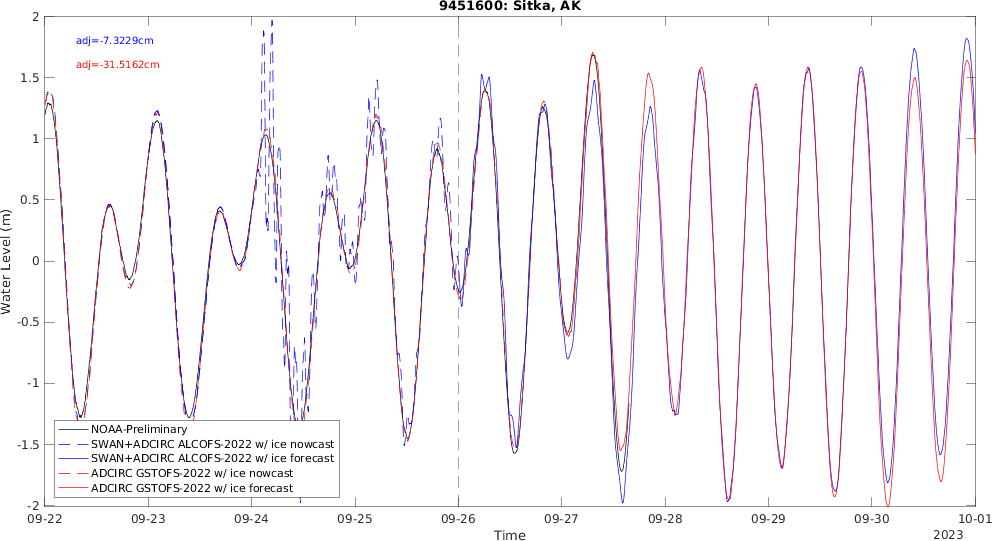 9451600: Sitka, AK
adj=-7.3229cm
adj=-31.5162cm
Water Level (m)
2
1.5
1
0.5
0
-0.5
-1
-1.5
-2
NOAA-Preliminary
SWAN+ADCIRC ALCOFS-2022 w/ ice nowcast
SWAN+ADCIRC ALCOFS-2022 w/ ice forecast
ADCIRC GSTOFS-2022 w/ ice nowcast
ADCIRC GSTOFS-2022 w/ ice forecast
09-22 09-23 09-24 09-25 09-26 09-27 09-28 09-29 09-30 10-01
Time
2023